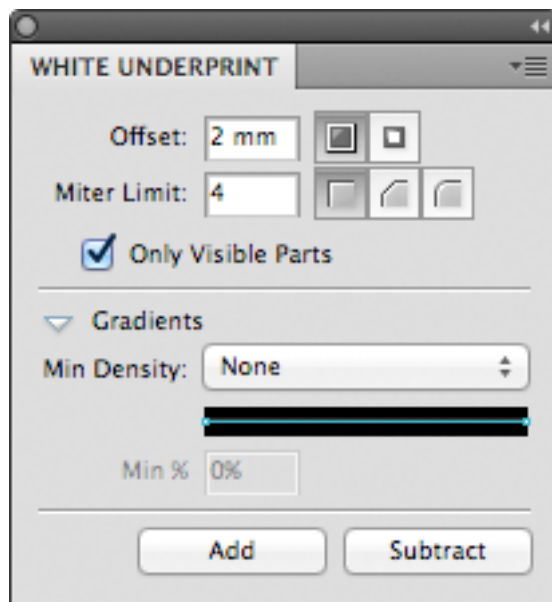 WHITE UNDERPRINT
Offset: 2 mm
Miter Limit: 4
Only Visible Parts
Gradients
Min Density: None
Min % 0%
Add Subtract